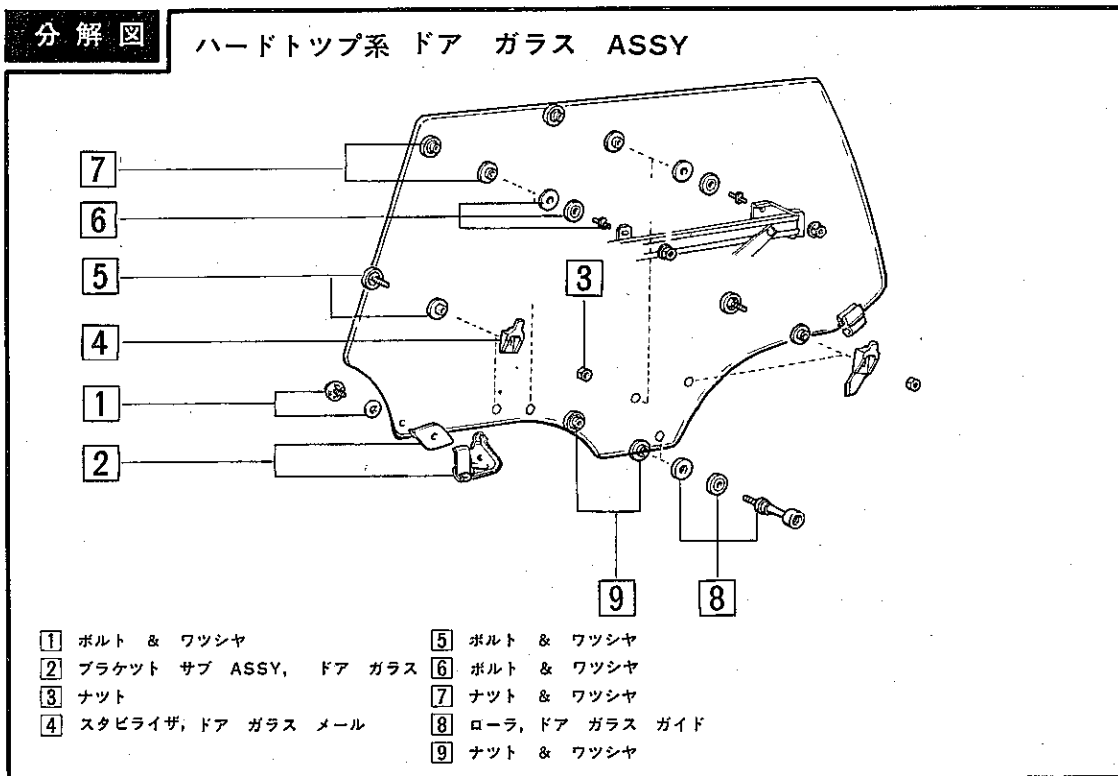 分解図
ハードトツプ系 ドア ガラス ASSY
7
6
5
3
4
1
2
9
8
1 ボルト & ワツシヤ
2 ブラケツト サブ ASSY, ドア ガラス
3 ナツト
4 スタビライザ, ドア ガラス メール
5 ボルト & ワツシヤ
6 ボルト & ワツシヤ
7 ナツト & ワツシヤ
8 ローラ, ドア ガラス ガイド
9 ナツト & ワツシヤ